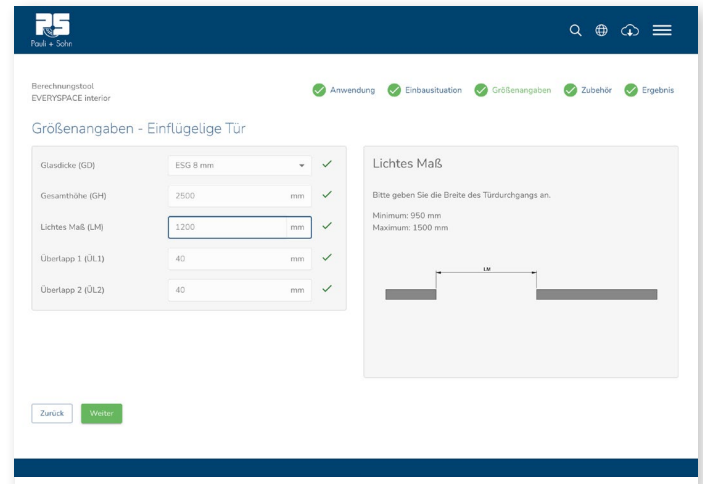 PS
Pauli + Sohn
Berechnungstool
EVERYSPACE interior
Anwendung
Einbausituation
Größenangaben
Zubehör
Ergebnis
Größenangaben - Einflügelige Tür
Glasdicke (GD)
ESG 8 mm
Gesamthöhe (GH)
2500 mm
Lichtes Maß (LM)
1200 mm
Überlapp 1 (ÜL1)
40 mm
Überlapp 2 (ÜL2)
40 mm
Lichtes Maß
Bitte geben Sie die Breite des Türdurchgangs an.
Minimum: 950 mm
Maximum: 1500 mm
LM
Zurück
Weiter